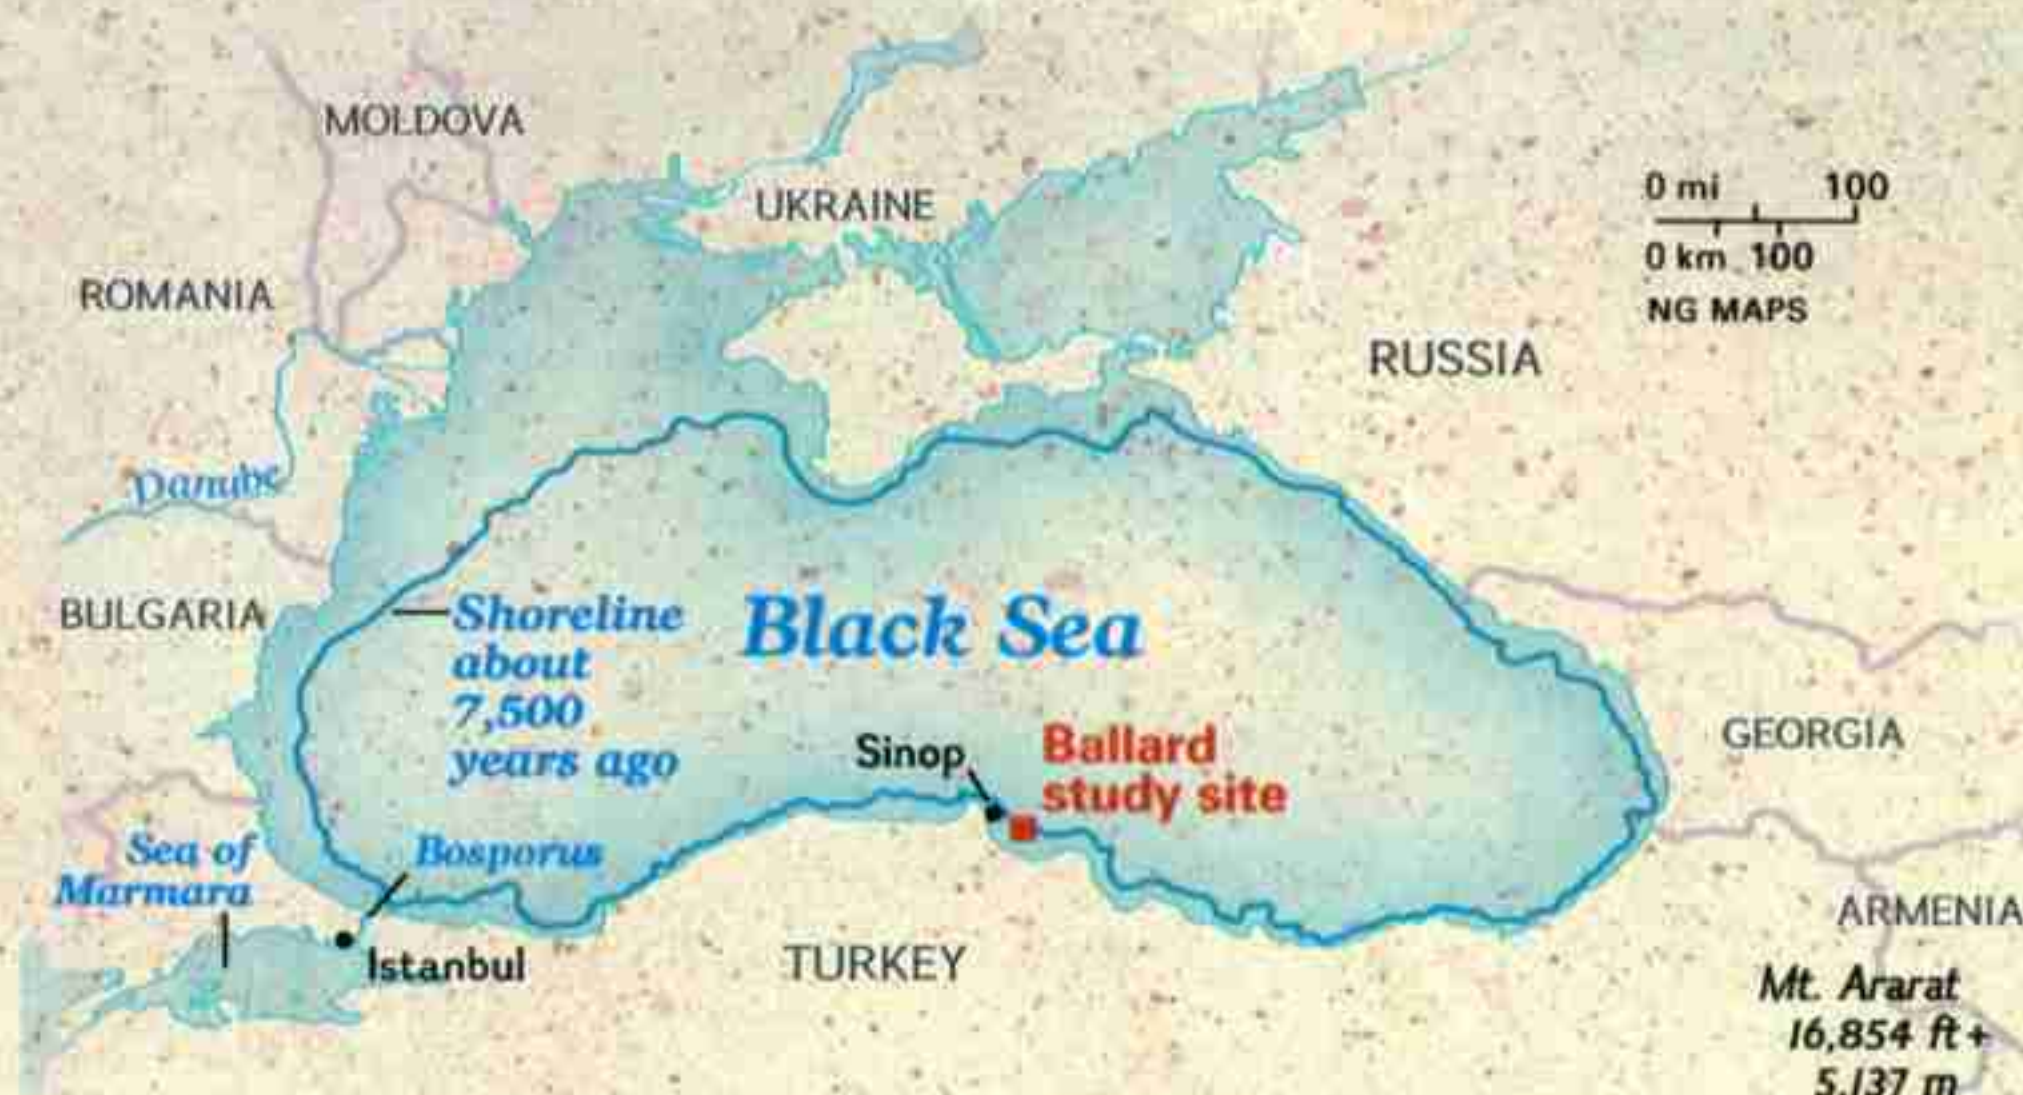 MOLDOVA
UKRAINE
0 mi 100
0 km 100
NG MAPS
ROMANIA
RUSSIA
Danube
BULGARIA
Shoreline
about
7,500
years ago
Black Sea
Sinop
Ballard
study site
GEORGIA
Sea of
Marmara
Bosporus
Istanbul
TURKEY
ARMENIA
Mt. Ararat
16,854 ft +
5,137 m